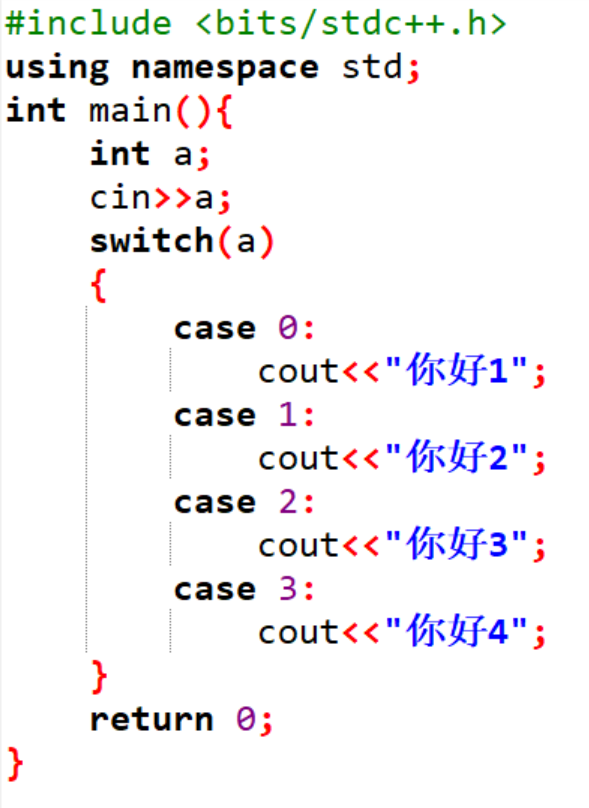 #include <bits/stdc++.h>
using namespace std;
int main(){
    int a;
    cin>>a;
    switch(a)
    {
        case 0:
            cout<<"你好1";
        case 1:
            cout<<"你好2";
        case 2:
            cout<<"你好3";
        case 3:
            cout<<"你好4";
    }
    return 0;
}